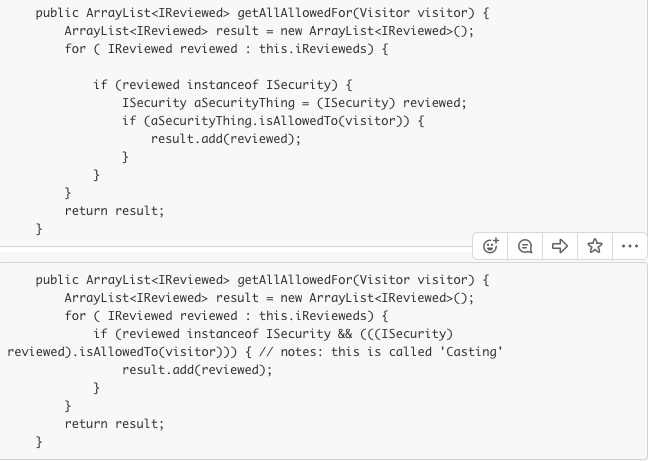 public ArrayList<IReviewed> getAllAllowedFor(Visitor visitor) {
ArrayList<IReviewed> result = new ArrayList<IReviewed>();
for ( IReviewed reviewed : this.iRevieweds) {
if (reviewed instanceof ISecurity) {
ISecurity aSecurityThing = (ISecurity) reviewed;
if (aSecurityThing.isAllowedTo(visitor)) {
result.add(reviewed);
}
}
}
return result;
}
public ArrayList<IReviewed> getAllAllowedFor(Visitor visitor) {
ArrayList<IReviewed> result = new ArrayList<IReviewed>();
for ( IReviewed reviewed : this.iRevieweds) {
if (reviewed instanceof ISecurity && (((ISecurity)
reviewed).isAllowedTo(visitor))) { // notes: this is called 'Casting'
result.add(reviewed);
}
}
return result;
}